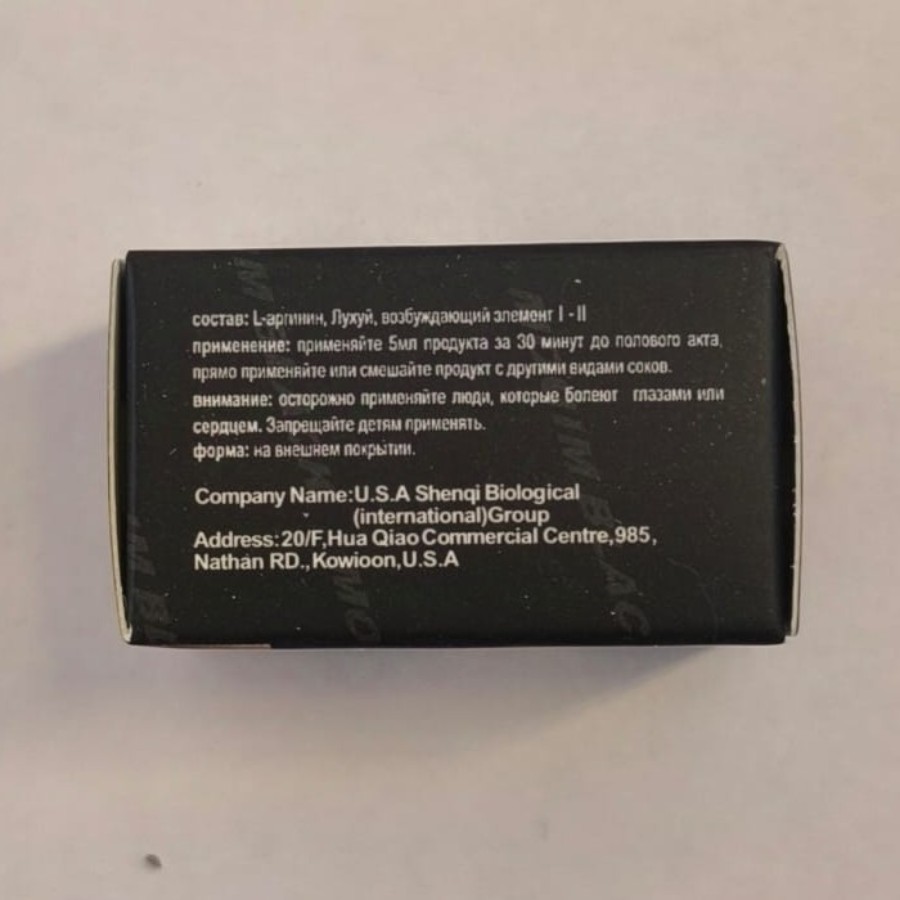 состав: L-аргинин, Лухуй, возбуждающий элемент I - II
применение: применяйте 5мл продукта за 30 минут до полового акта,
прямо применяйте или смешайте продукт с другими видами соков.
внимание: осторожно применяйте люди, которые болеют глазами или
сердцем. Запрещайте детям применять.
форма: на внешнем покрытии.
Company Name:U.S.A Shenqi Biological
(international)Group
Address:20/F,Hua Qiao Commercial Centre,985,
Nathan RD.,Kowioon,U.S.A